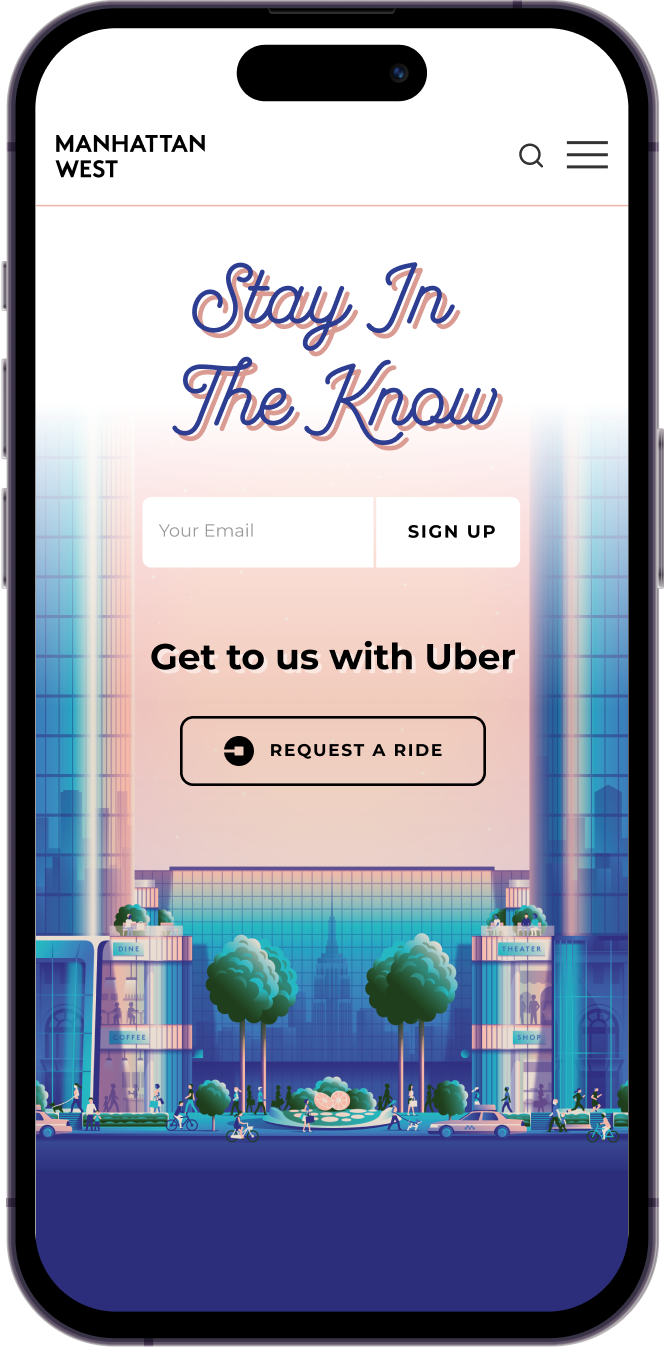 MANHATTAN
WEST
Stay In
The Know
Your Email
SIGN UP
Get to us with Uber
REQUEST A RIDE
DINE
THEATER
COFFEE
SHOP